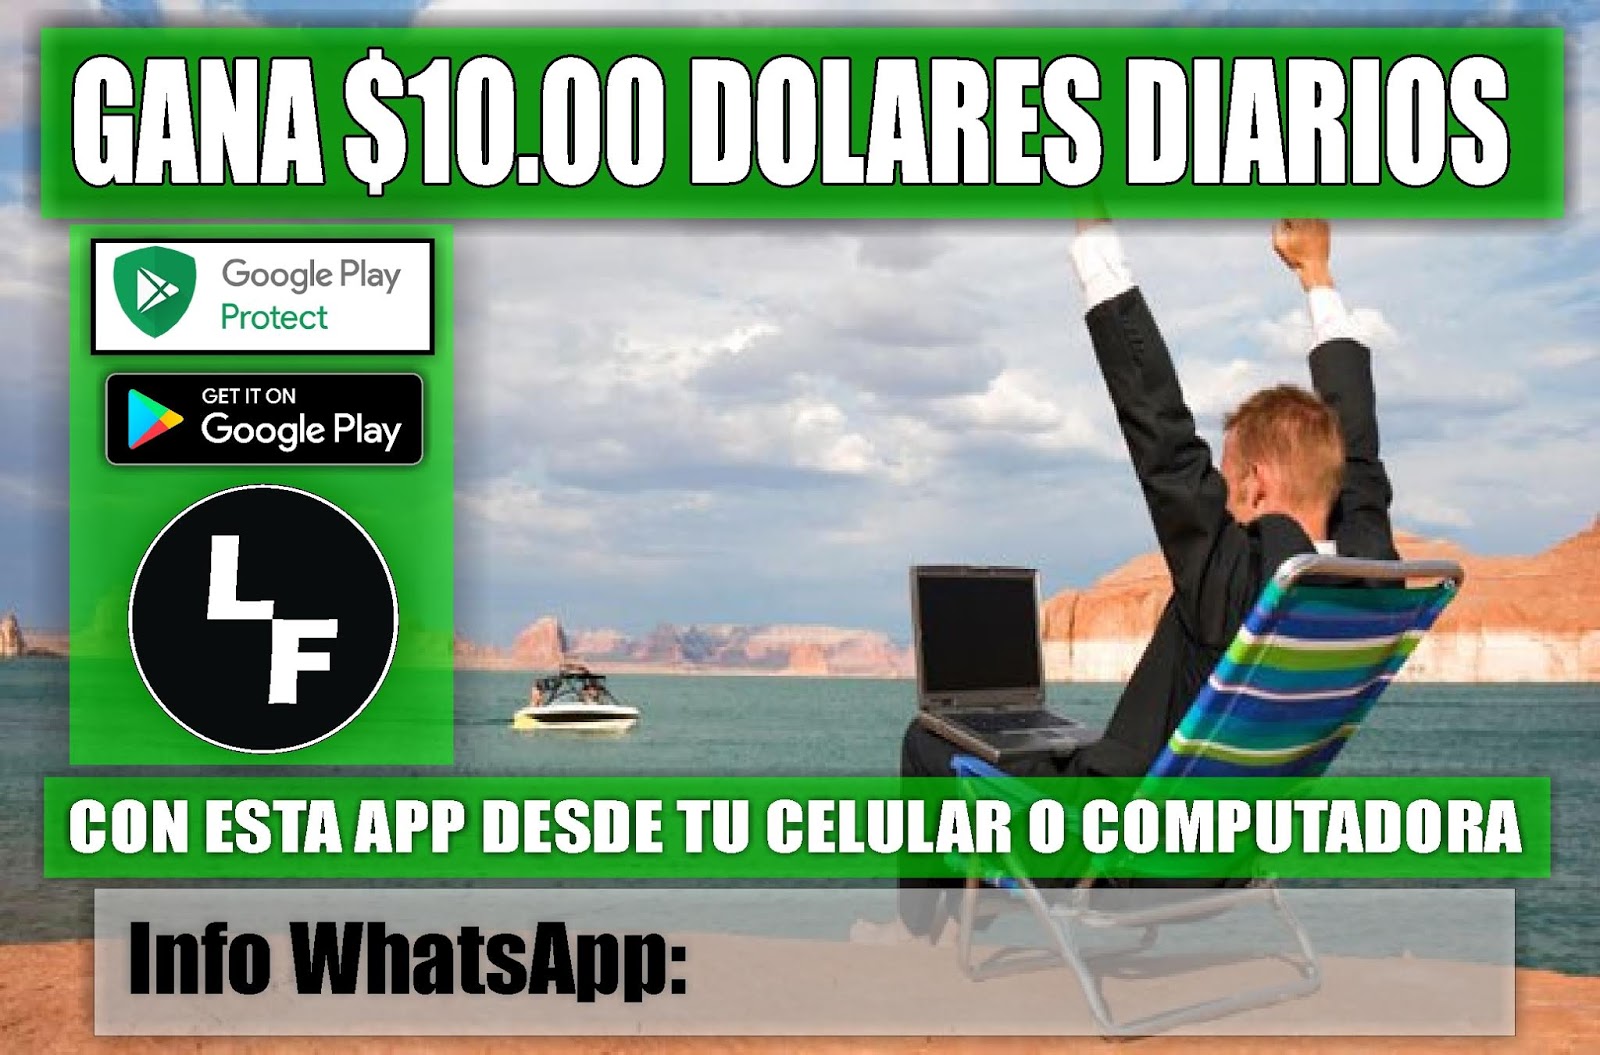 GANA $10.00 DOLARES DIARIOS
Google Play
Protect
GET IT ON
Google Play
L
F
CON ESTA APP DESDE TU CELULAR O COMPUTADORA
Info WhatsApp: